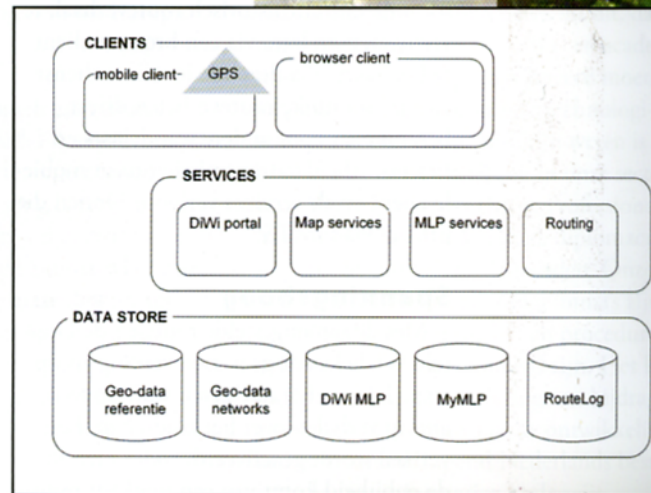 CLIENTS
mobile client
GPS
browser client
SERVICES
DiWi portal
Map services
MLP services
Routing
DATA STORE
Geo-data
referentie
Geo-data
networks
DiWi MLP
MyMLP
RouteLog